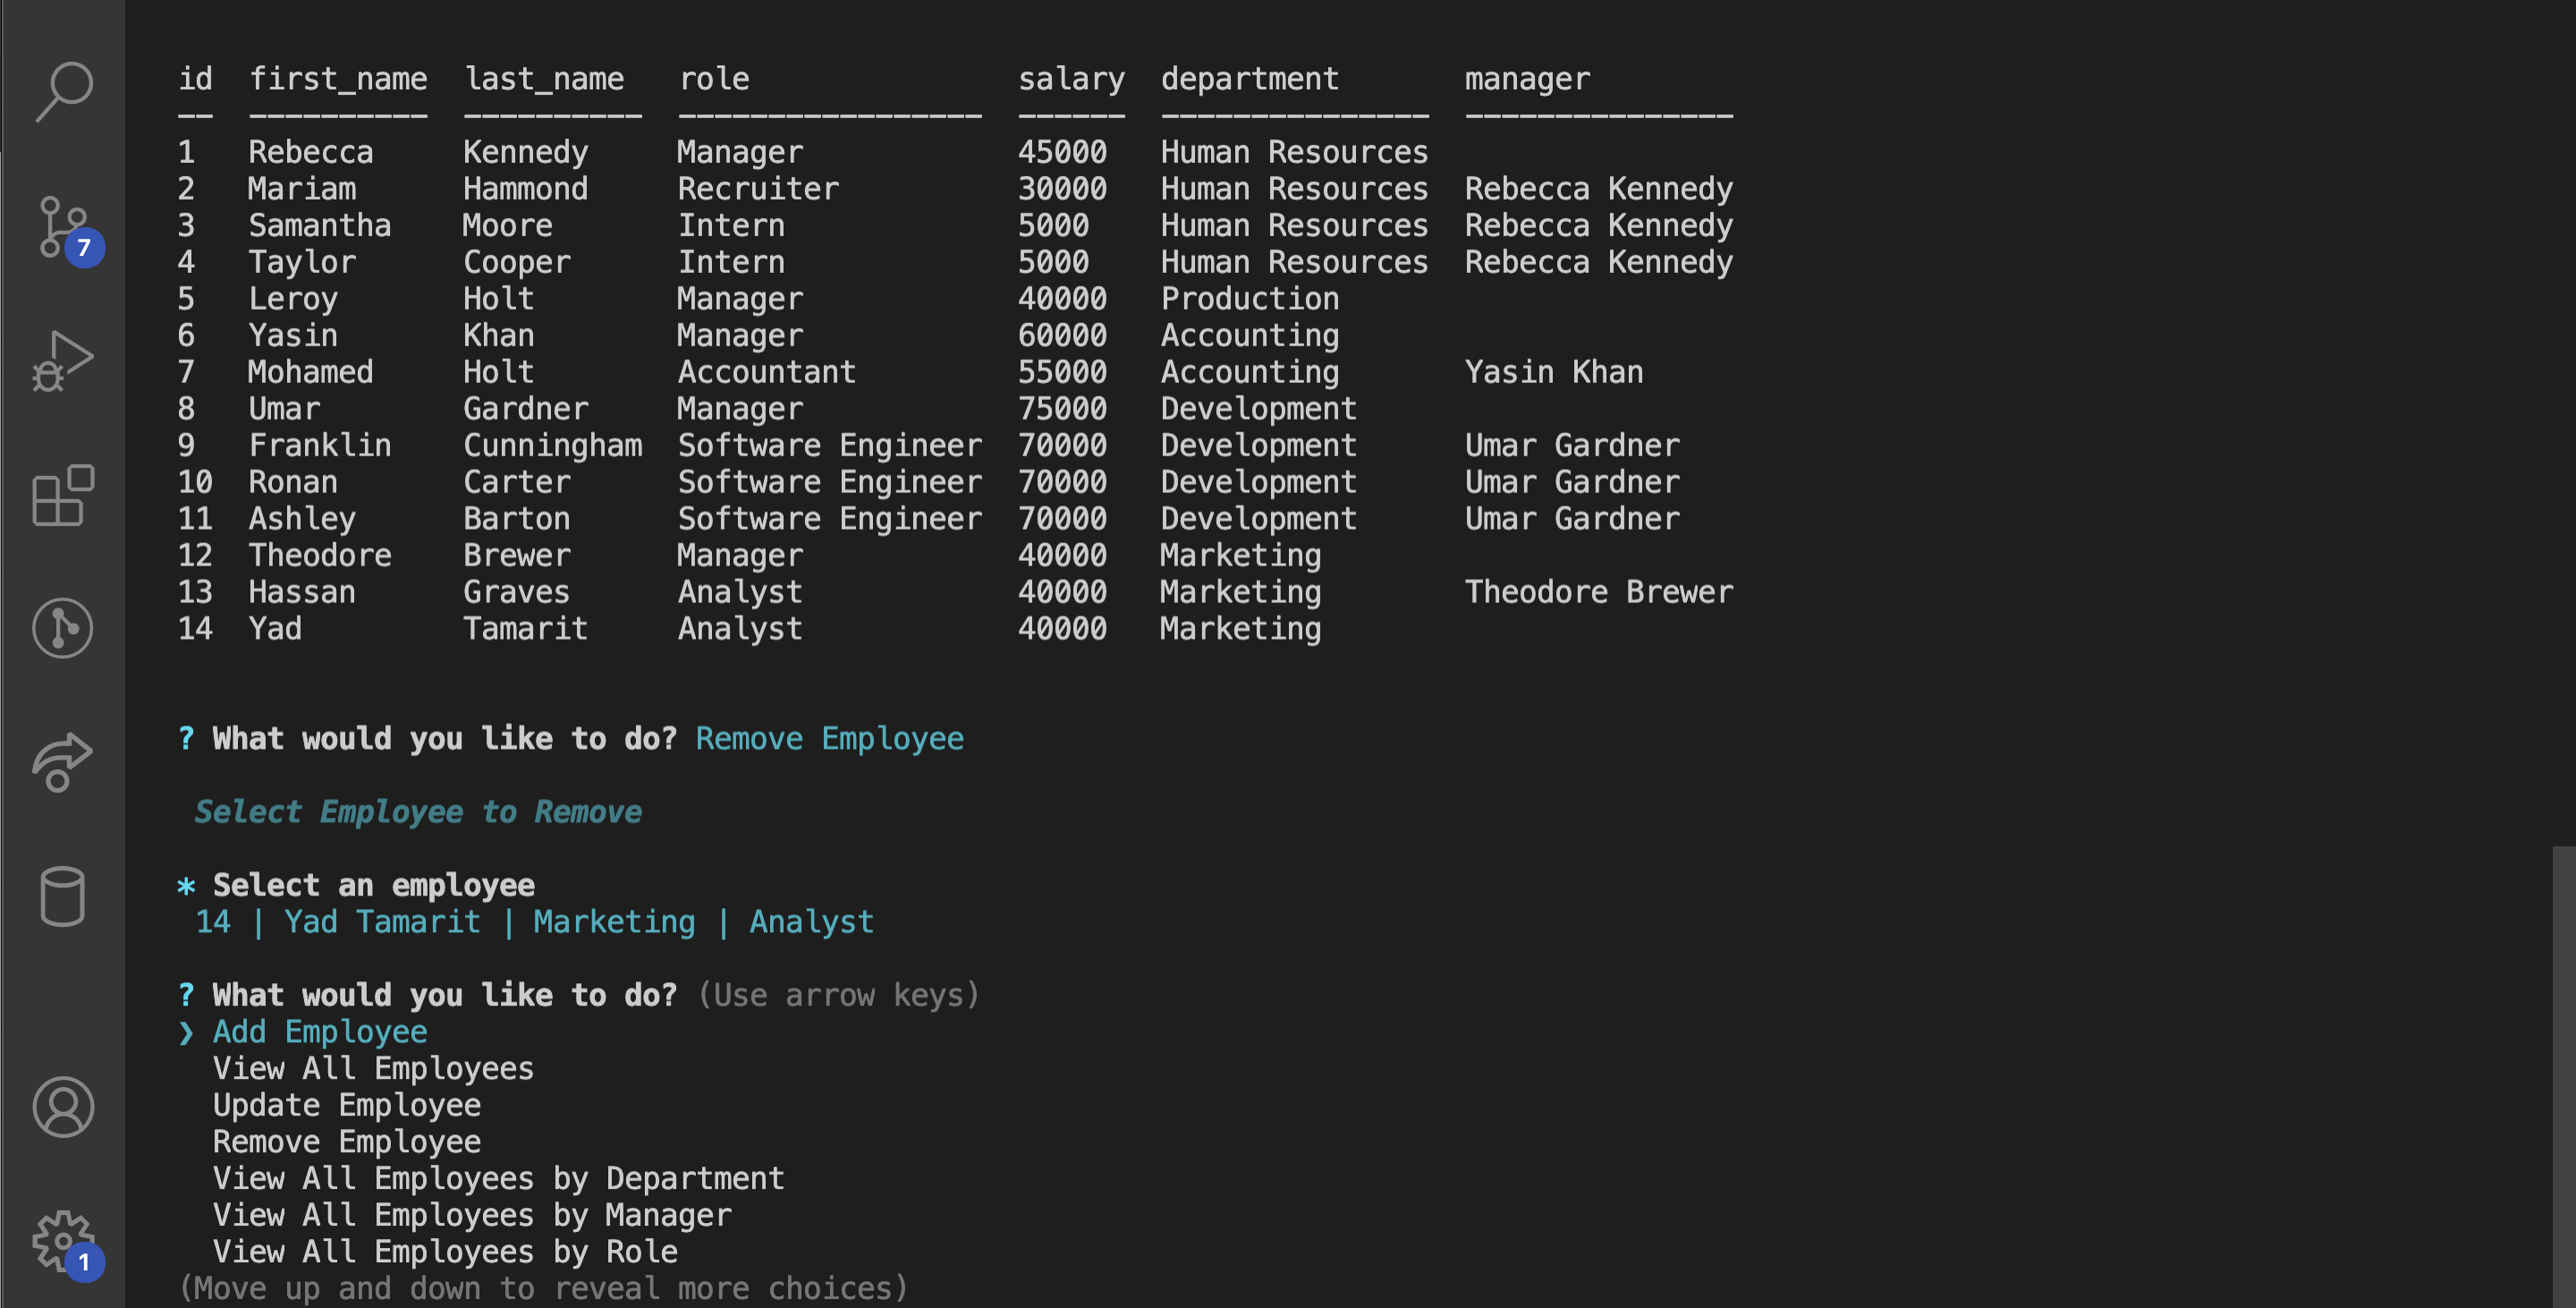 id  first_name  last_name   role               salary  department       manager
--  ----------  ----------  -----------------  ------  ---------------  ---------------
1   Rebecca     Kennedy     Manager            45000   Human Resources
2   Mariam      Hammond     Recruiter          30000   Human Resources  Rebecca Kennedy
3   Samantha    Moore       Intern             5000    Human Resources  Rebecca Kennedy
4   Taylor      Cooper      Intern             5000    Human Resources  Rebecca Kennedy
5   Leroy       Holt        Manager            40000   Production
6   Yasin       Khan        Manager            60000   Accounting
7   Mohamed     Holt        Accountant         55000   Accounting       Yasin Khan
8   Umar        Gardner     Manager            75000   Development
9   Franklin    Cunningham  Software Engineer  70000   Development      Umar Gardner
10  Ronan       Carter      Software Engineer  70000   Development      Umar Gardner
11  Ashley      Barton      Software Engineer  70000   Development      Umar Gardner
12  Theodore    Brewer      Manager            40000   Marketing
13  Hassan      Graves      Analyst            40000   Marketing        Theodore Brewer
14  Yad         Tamarit     Analyst            40000   Marketing
? What would you like to do? Remove Employee
Select Employee to Remove
* Select an employee
14 | Yad Tamarit | Marketing | Analyst
? What would you like to do? (Use arrow keys)
❯ Add Employee
View All Employees
Update Employee
Remove Employee
View All Employees by Department
View All Employees by Manager
View All Employees by Role
(Move up and down to reveal more choices)
7
1